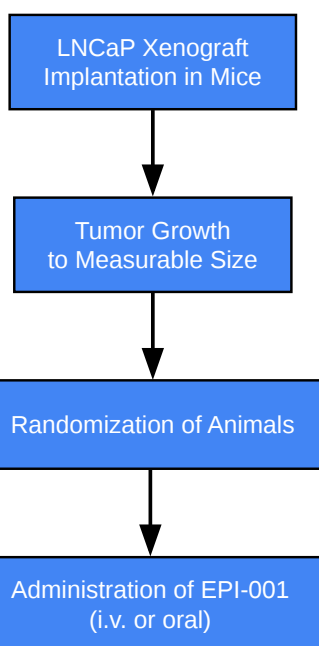 LNCaP Xenograft
Implantation in Mice
Tumor Growth
to Measurable Size
Randomization of Animals
Administration of EPI-001
(i.v. or oral)